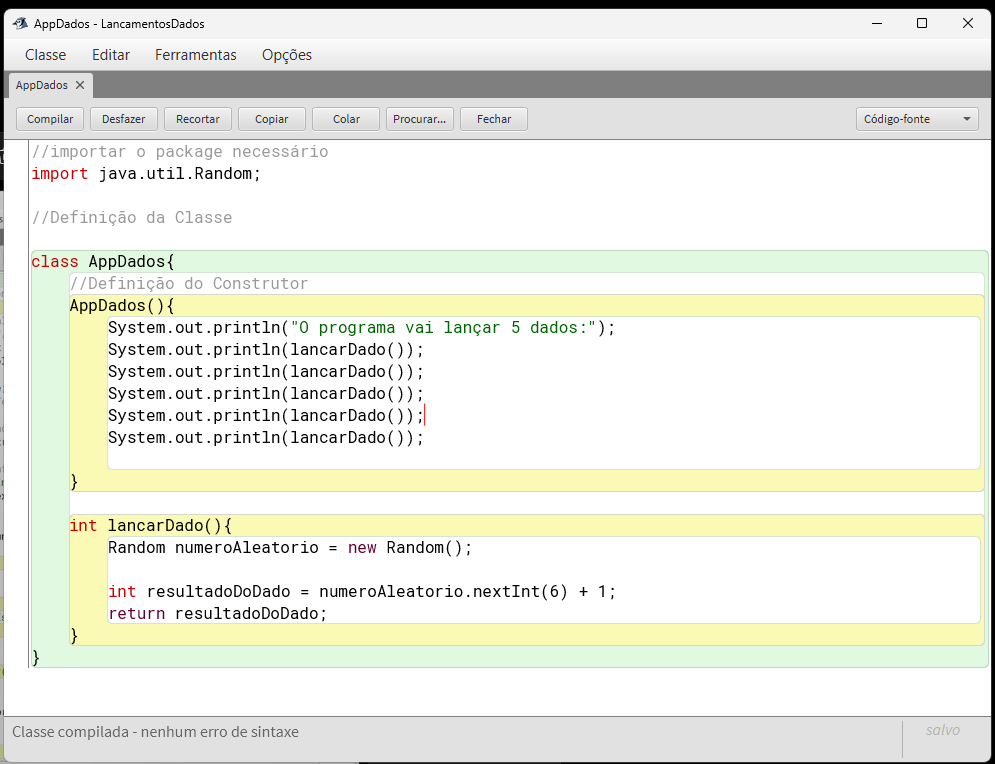 AppDados - LancamentosDados
Classe Editar Ferramentas Opções
AppDados
Compilar Desfazer Recortar Copiar Colar Procurar... Fechar Código-fonte
//importar o package necessário
import java.util.Random;
//Definição da Classe
class AppDados{
//Definição do Construtor
AppDados(){
System.out.println("O programa vai lançar 5 dados:");
System.out.println(lancarDado());
System.out.println(lancarDado());
System.out.println(lancarDado());
System.out.println(lancarDado());
System.out.println(lancarDado());
}
int lancarDado(){
Random numeroAleatorio = new Random();
int resultadoDoDado = numeroAleatorio.nextInt(6) + 1;
return resultadoDoDado;
}
}
Classe compilada - nenhum erro de sintaxe
salvo